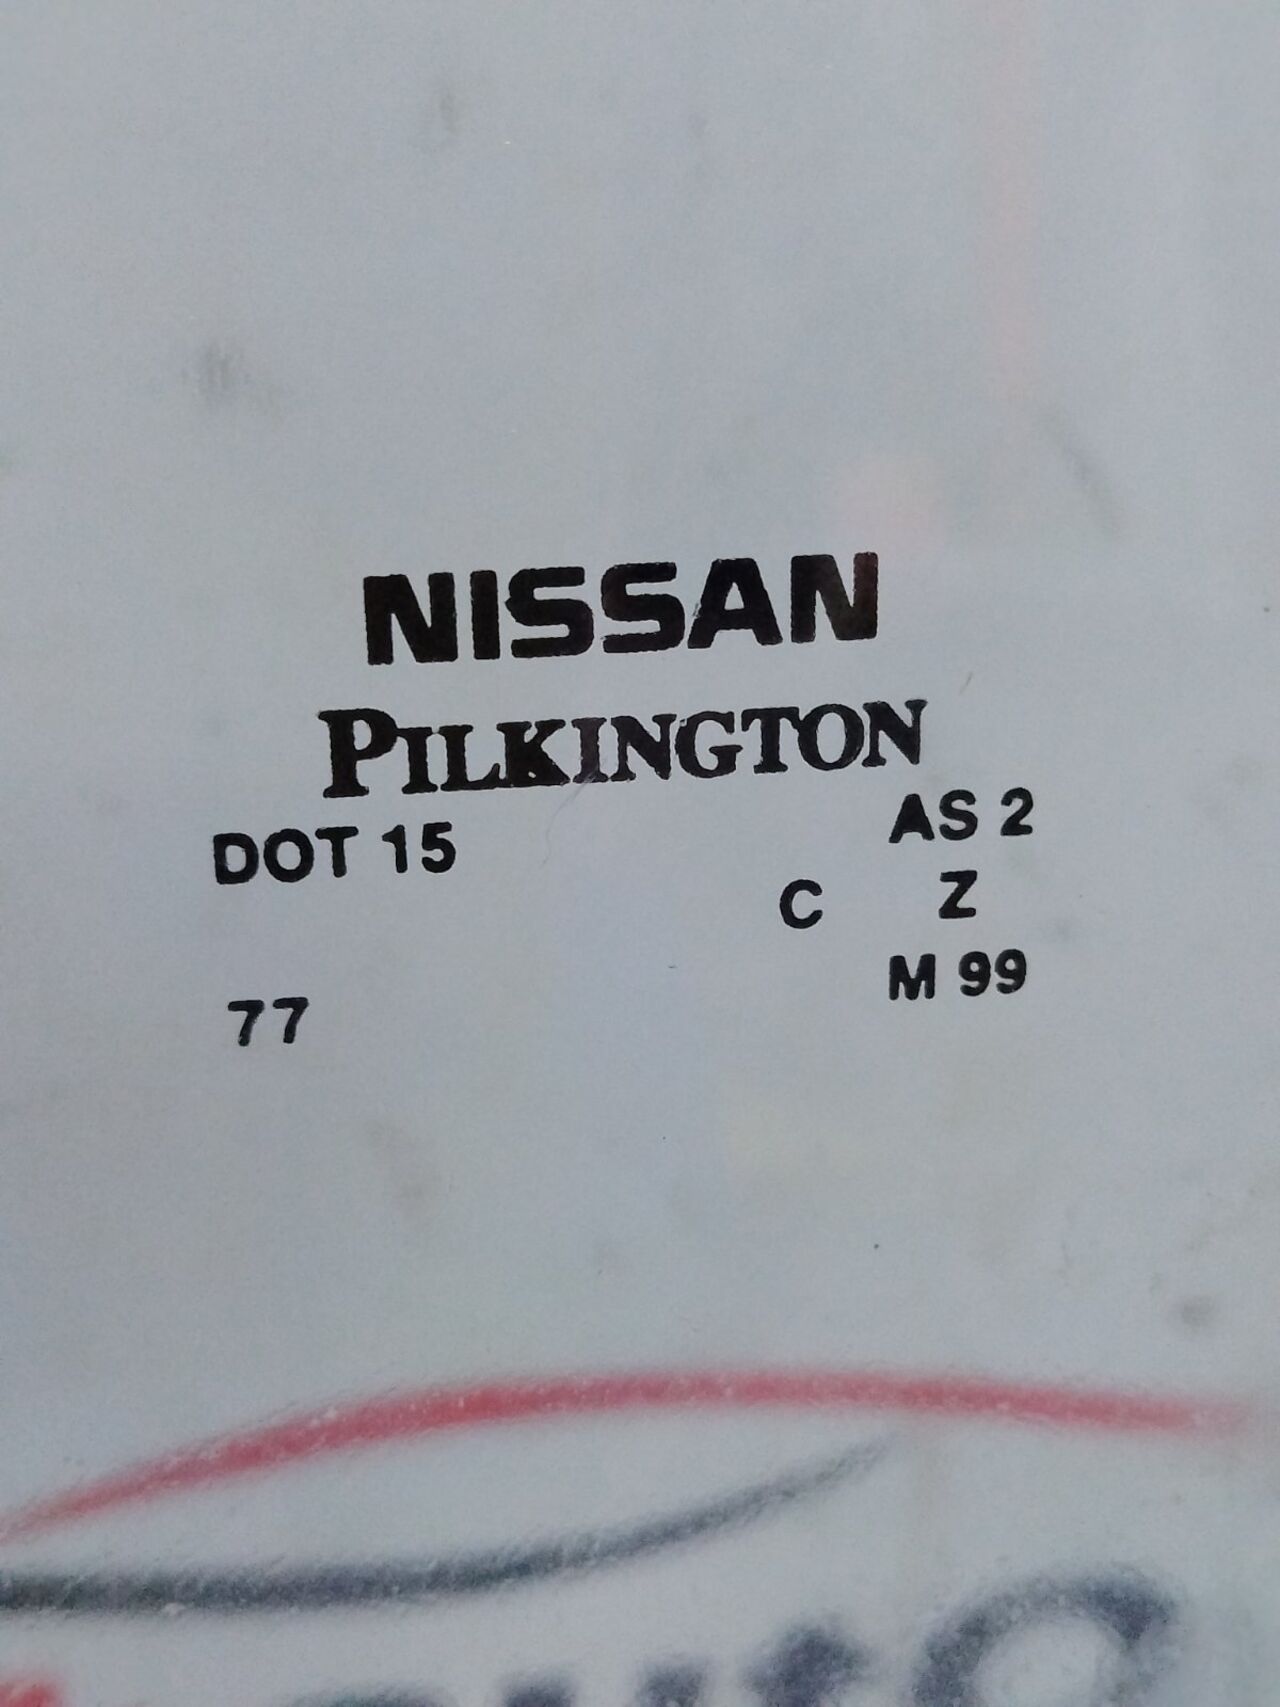 NISSAN
PILKINGTON
DOT 15 AS 2
C Z
M 99
77